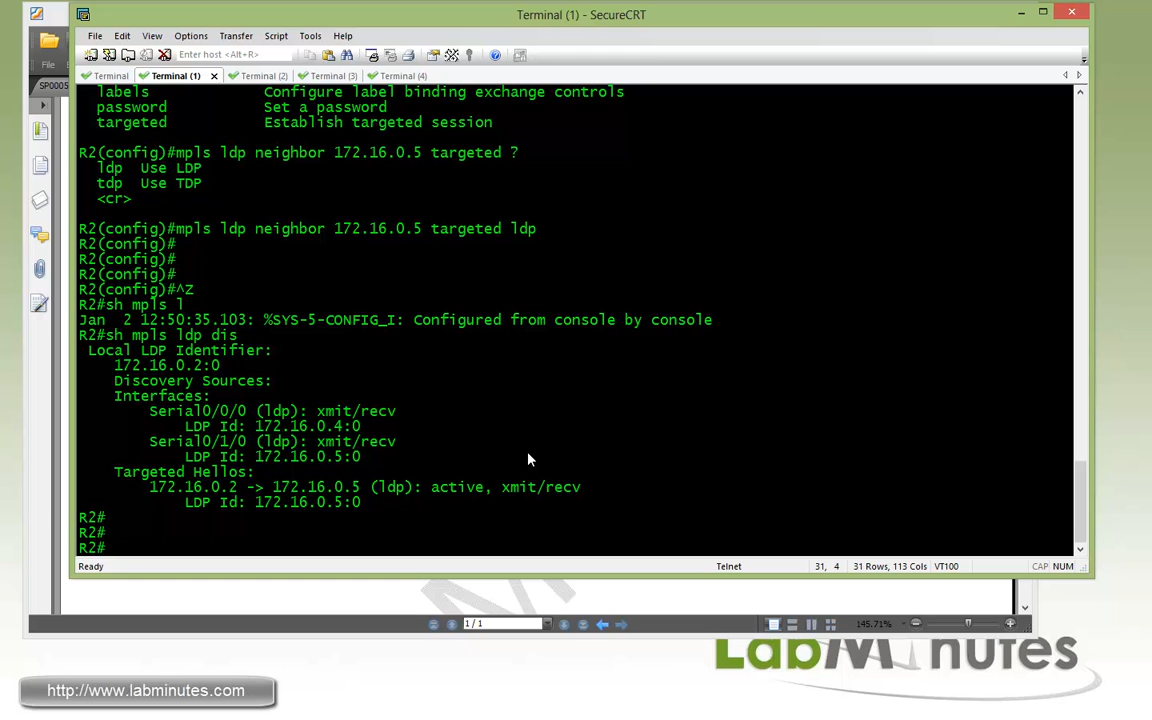 Terminal (1) - SecureCRT
File Edit View Options Transfer Script Tools Help
Enter host <Alt+R>
File
Terminal Terminal (1) Terminal (2) Terminal (3) Terminal (4)
SP0005
labels Configure label binding exchange controls
password Set a password
targeted Establish targeted session
R2(config)#mpls ldp neighbor 172.16.0.5 targeted ?
ldp Use LDP
tdp Use TDP
<cr>
R2(config)#mpls ldp neighbor 172.16.0.5 targeted ldp
R2(config)#
R2(config)#
R2(config)#
R2(config)#^Z
R2#sh mpls l
Jan 2 12:50:35.103: %SYS-5-CONFIG_I: Configured from console by console
R2#sh mpls ldp dis
Local LDP Identifier:
172.16.0.2:0
Discovery Sources:
Interfaces:
Serial0/0/0 (ldp): xmit/recv
LDP Id: 172.16.0.4:0
Serial0/1/0 (ldp): xmit/recv
LDP Id: 172.16.0.5:0
Targeted Hellos:
172.16.0.2 -> 172.16.0.5 (ldp): active, xmit/recv
LDP Id: 172.16.0.5:0
R2#
R2#
R2#
Ready Telnet 31, 4 31 Rows, 113 Cols VT100 CAP NUM
1 / 1 145.71%
LabMinutes
http://www.labminutes.com